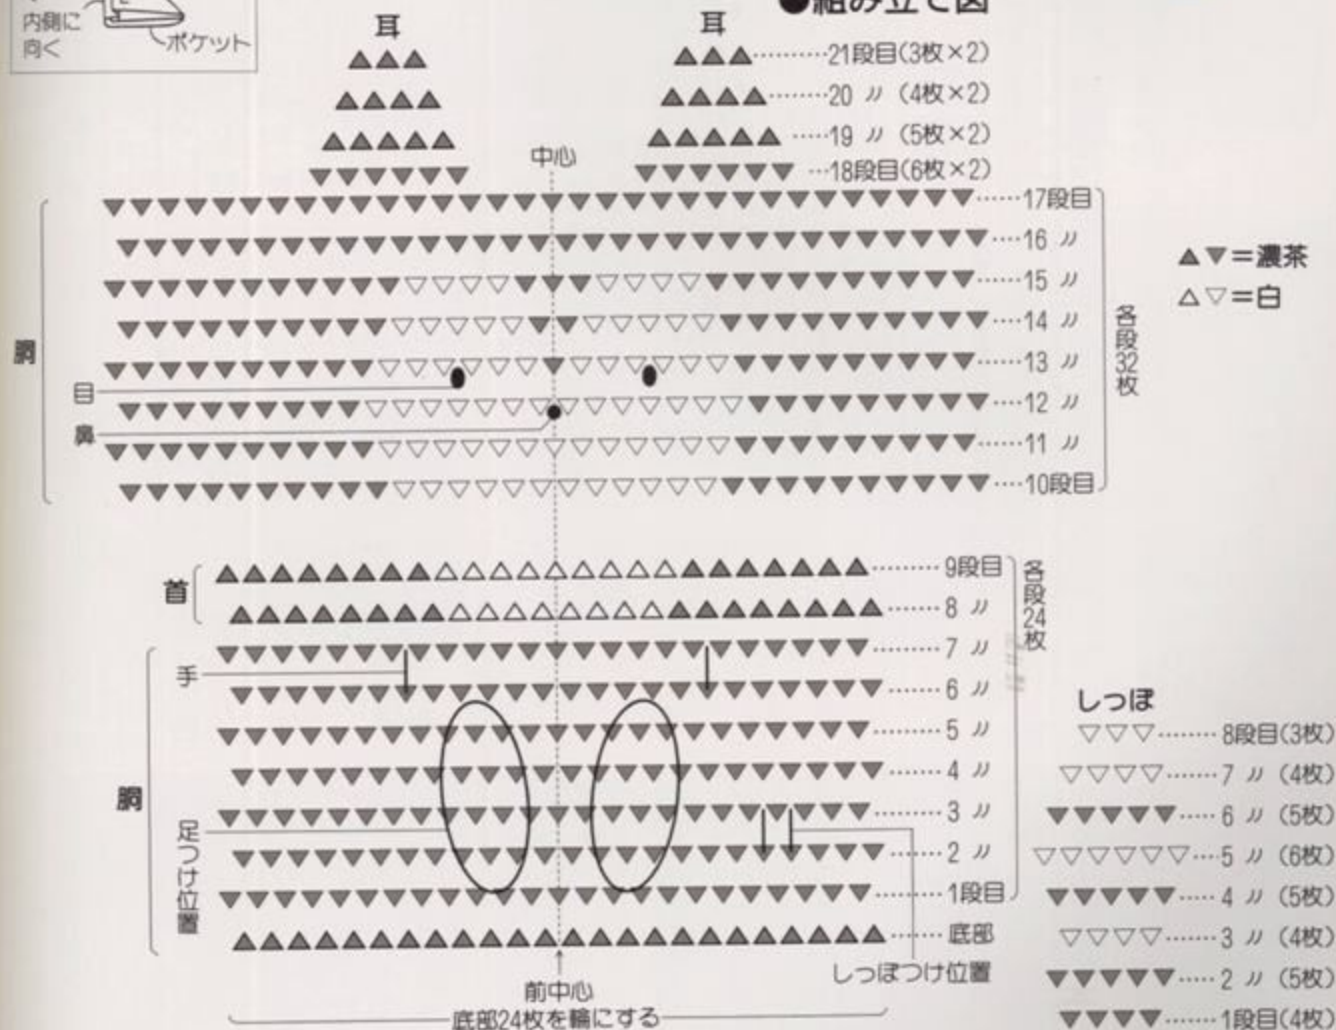 内側に
向く
ポケット
●組み立て図
耳
耳
21段目(3枚×2)
20 〃 (4枚×2)
19 〃 (5枚×2)
18段目(6枚×2)
中心
17段目
16 〃
15 〃
14 〃
13 〃
12 〃
11 〃
10段目
各段32枚
▲▼=濃茶
△▽=白
胴
目
鼻
首
9段目
8 〃
7 〃
6 〃
5 〃
4 〃
3 〃
2 〃
1段目
底部
各段24枚
手
胴
足つけ位置
しっぽつけ位置
前中心
底部24枚を輪にする
しっぽ
8段目(3枚)
7 〃 (4枚)
6 〃 (5枚)
5 〃 (6枚)
4 〃 (5枚)
3 〃 (4枚)
2 〃 (5枚)
1段目(4枚)